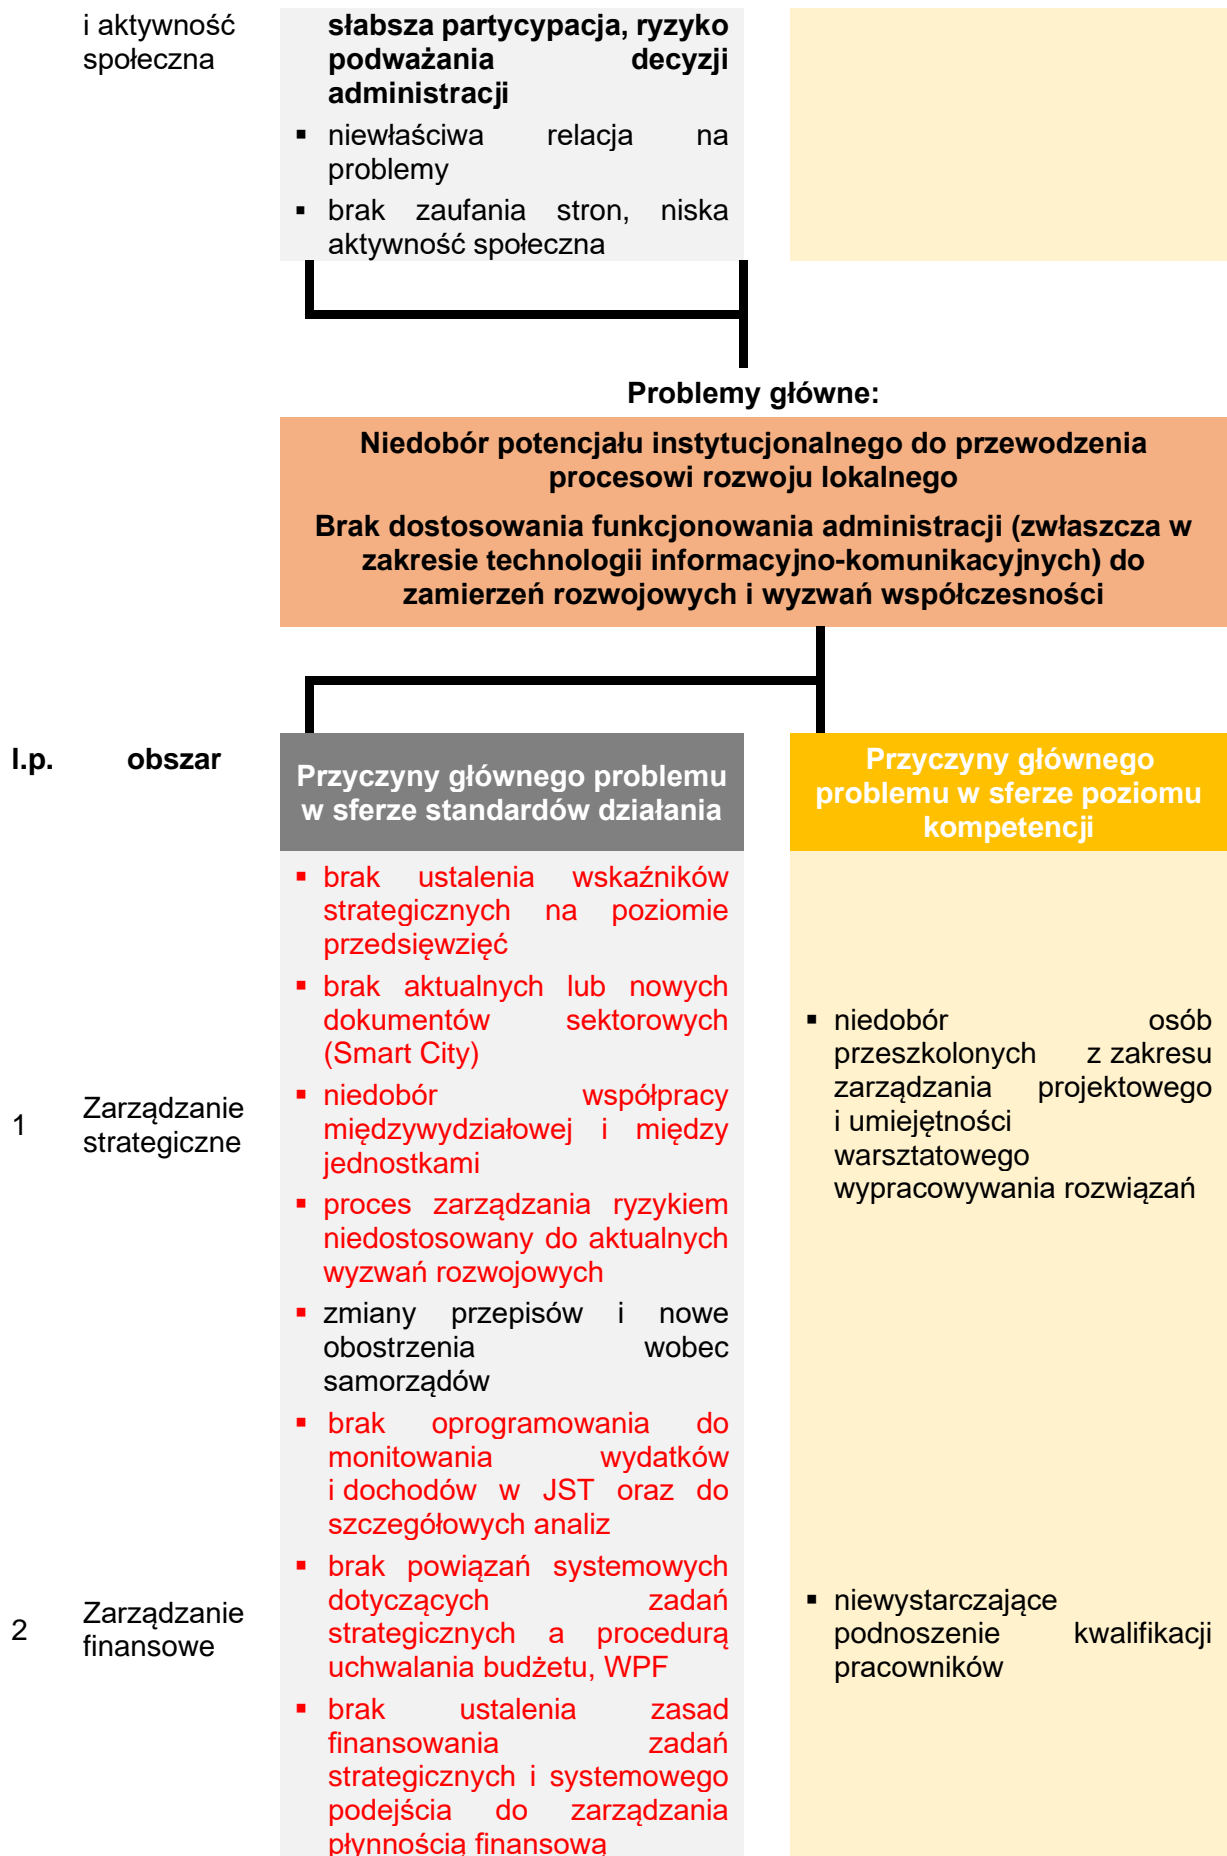 i aktywność
społeczna
słabsza partycypacja, ryzyko
podważania decyzji
administracji
▪ niewłaściwa relacja na
problemy
▪ brak zaufania stron, niska
aktywność społeczna
Problemy główne:
Niedobór potencjału instytucjonalnego do przewodzenia
procesowi rozwoju lokalnego
Brak dostosowania funkcjonowania administracji (zwłaszcza w
zakresie technologii informacyjno-komunikacyjnych) do
zamierzeń rozwojowych i wyzwań współczesności
l.p. obszar
Przyczyny głównego problemu
w sferze standardów działania
Przyczyny głównego
problemu w sferze poziomu
kompetencji
1
Zarządzanie
strategiczne
▪ brak ustalenia wskaźników
strategicznych na poziomie
przedsięwzięć
▪ brak aktualnych lub nowych
dokumentów sektorowych
(Smart City)
▪ niedobór współpracy
międzywydziałowej i między
jednostkami
▪ proces zarządzania ryzykiem
niedostosowany do aktualnych
wyzwań rozwojowych
▪ zmiany przepisów i nowe
obostrzenia wobec
samorządów
▪ niedobór osób
przeszkolonych z zakresu
zarządzania projektowego
i umiejętności
warsztatowego
wypracowywania rozwiązań
2
Zarządzanie
finansowe
▪ brak oprogramowania do
monitowania wydatków
i dochodów w JST oraz do
szczegółowych analiz
▪ brak powiązań systemowych
dotyczących zadań
strategicznych a procedurą
uchwalania budżetu, WPF
▪ brak ustalenia zasad
finansowania zadań
strategicznych i systemowego
podejścia do zarządzania
płynnością finansową
▪ niewystarczające
podnoszenie kwalifikacji
pracowników